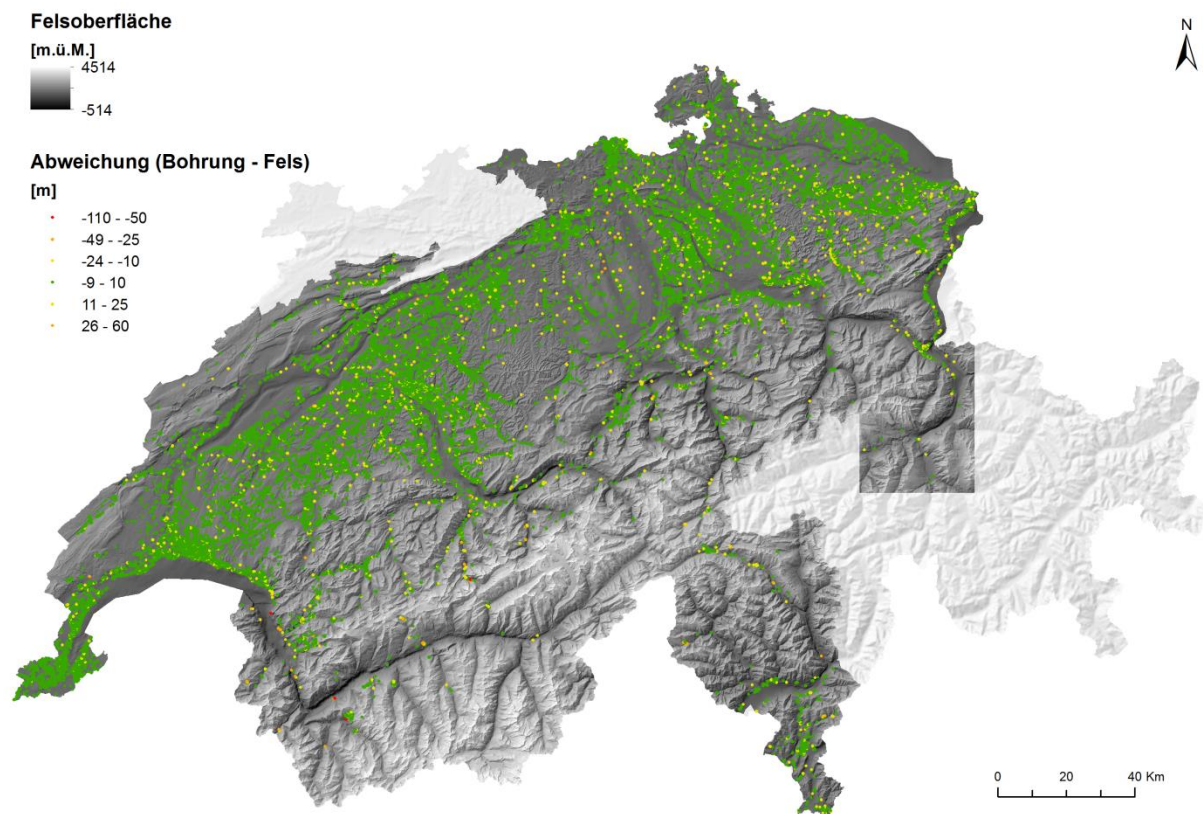 Felsoberfläche
[m.ü.M.]
4514
-514
Abweichung (Bohrung - Fels)
[m]
-110 - -50
-49 - -25
-24 - -10
-9 - 10
11 - 25
26 - 60
N
0 20 40 Km